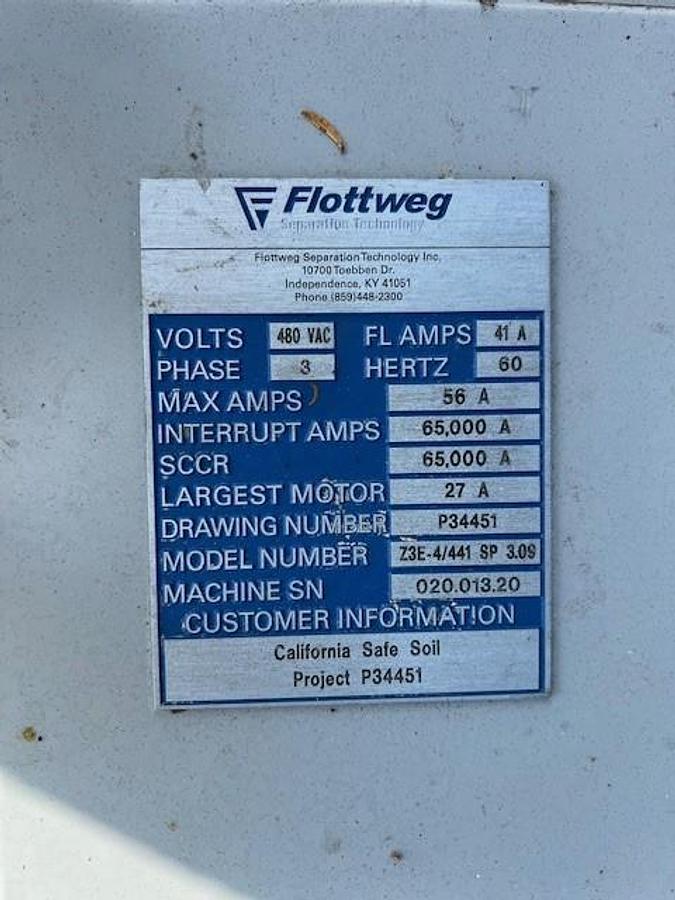 Flottweg
Separation Technology
Flottweg Separation Technology Inc.
10700 Toebben Dr.
Independence, KY 41051
Phone (859)448-2300
VOLTS 480 VAC FL AMPS 41 A
PHASE 3 HERTZ 60
MAX AMPS 56 A
INTERRUPT AMPS 65,000 A
SCCR 65,000 A
LARGEST MOTOR 27 A
DRAWING NUMBER P34451
MODEL NUMBER Z3E-4/441 SP 3.09
MACHINE SN 020.013.20
CUSTOMER INFORMATION
California Safe Soil
Project P34451